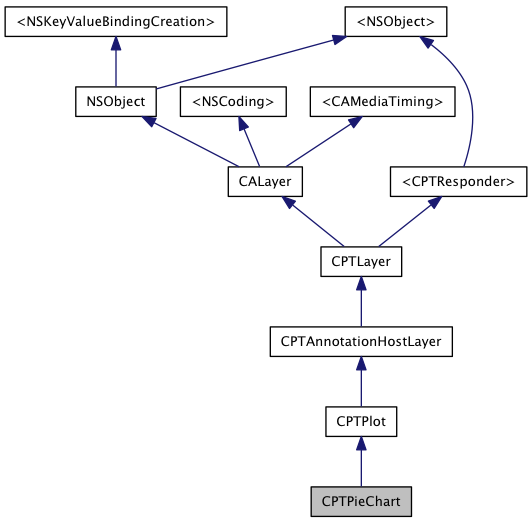 <NSKeyValueBindingCreation>
<NSObject>
NSObject
<NSCoding>
<CAMediaTiming>
CALayer
<CPTResponder>
CPTLayer
CPTAnnotationHostLayer
CPTPlot
CPTPieChart